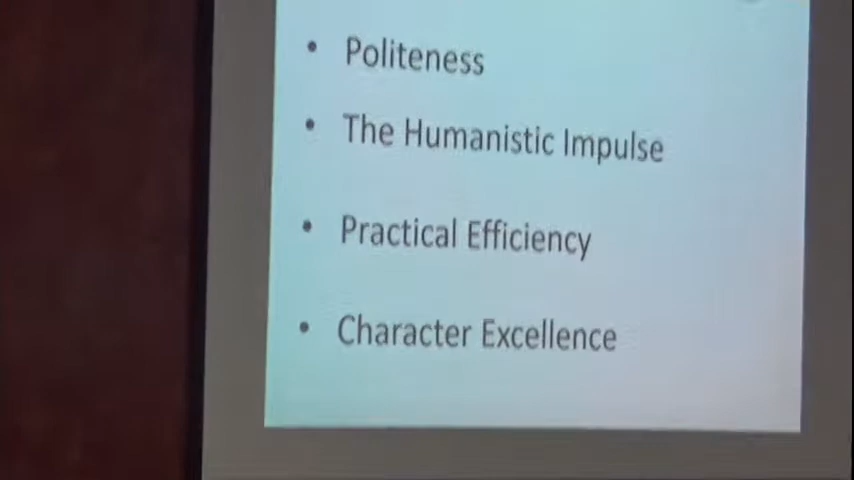 • Politeness
• The Humanistic Impulse
• Practical Efficiency
• Character Excellence